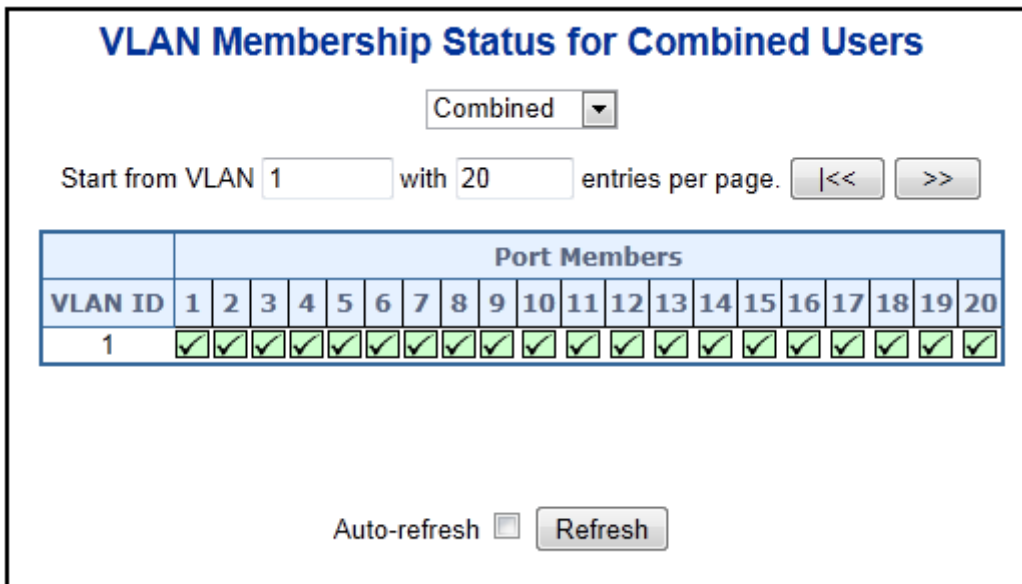 VLAN Membership Status for Combined Users
Combined
Start from VLAN 1 with 20 entries per page. |<< >>
Port Members
VLAN ID 1 2 3 4 5 6 7 8 9 10 11 12 13 14 15 16 17 18 19 20
1
Auto-refresh Refresh